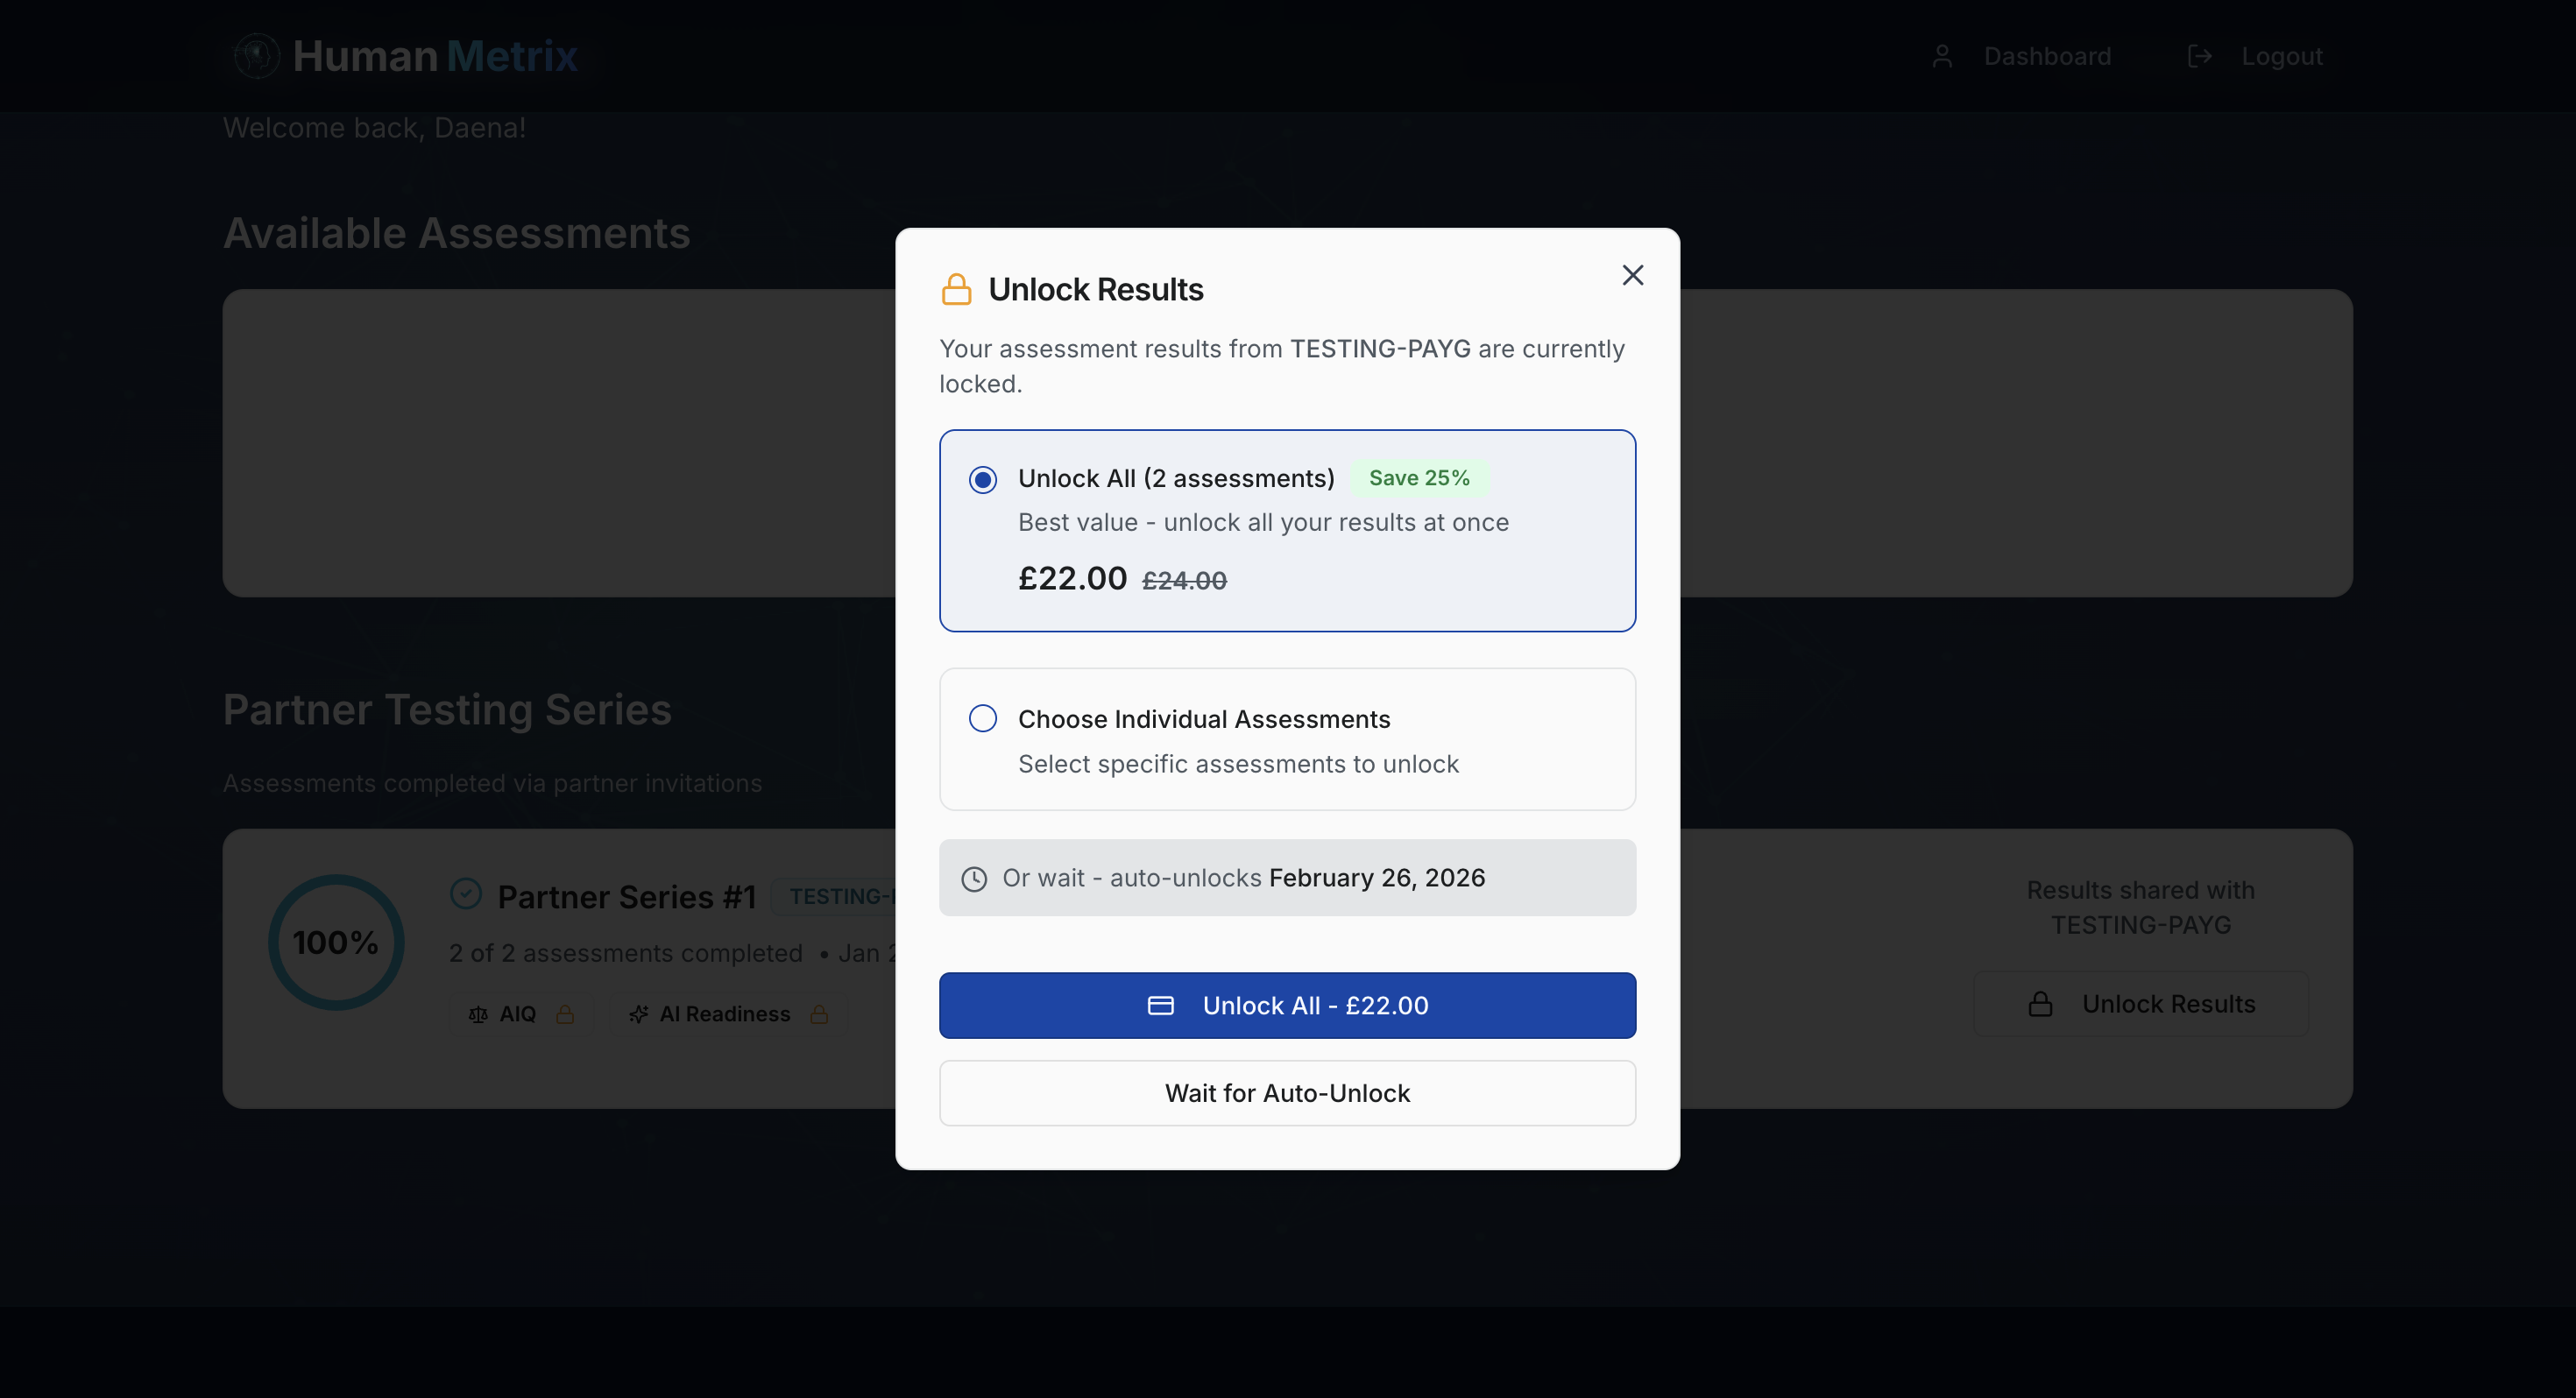 Human Metrix
Dashboard
Logout
Welcome back, Daena!
Available Assessments
Unlock Results
Your assessment results from TESTING-PAYG are currently
locked.
Unlock All (2 assessments)
Save 25%
Best value - unlock all your results at once
£22.00 £24.00
Choose Individual Assessments
Select specific assessments to unlock
Or wait - auto-unlocks February 26, 2026
Unlock All - £22.00
Wait for Auto-Unlock
Partner Testing Series
Assessments completed via partner invitations
100%
Partner Series #1
2 of 2 assessments completed • Jan
AIQ
AI Readiness
Results shared with
TESTING-PAYG
Unlock Results